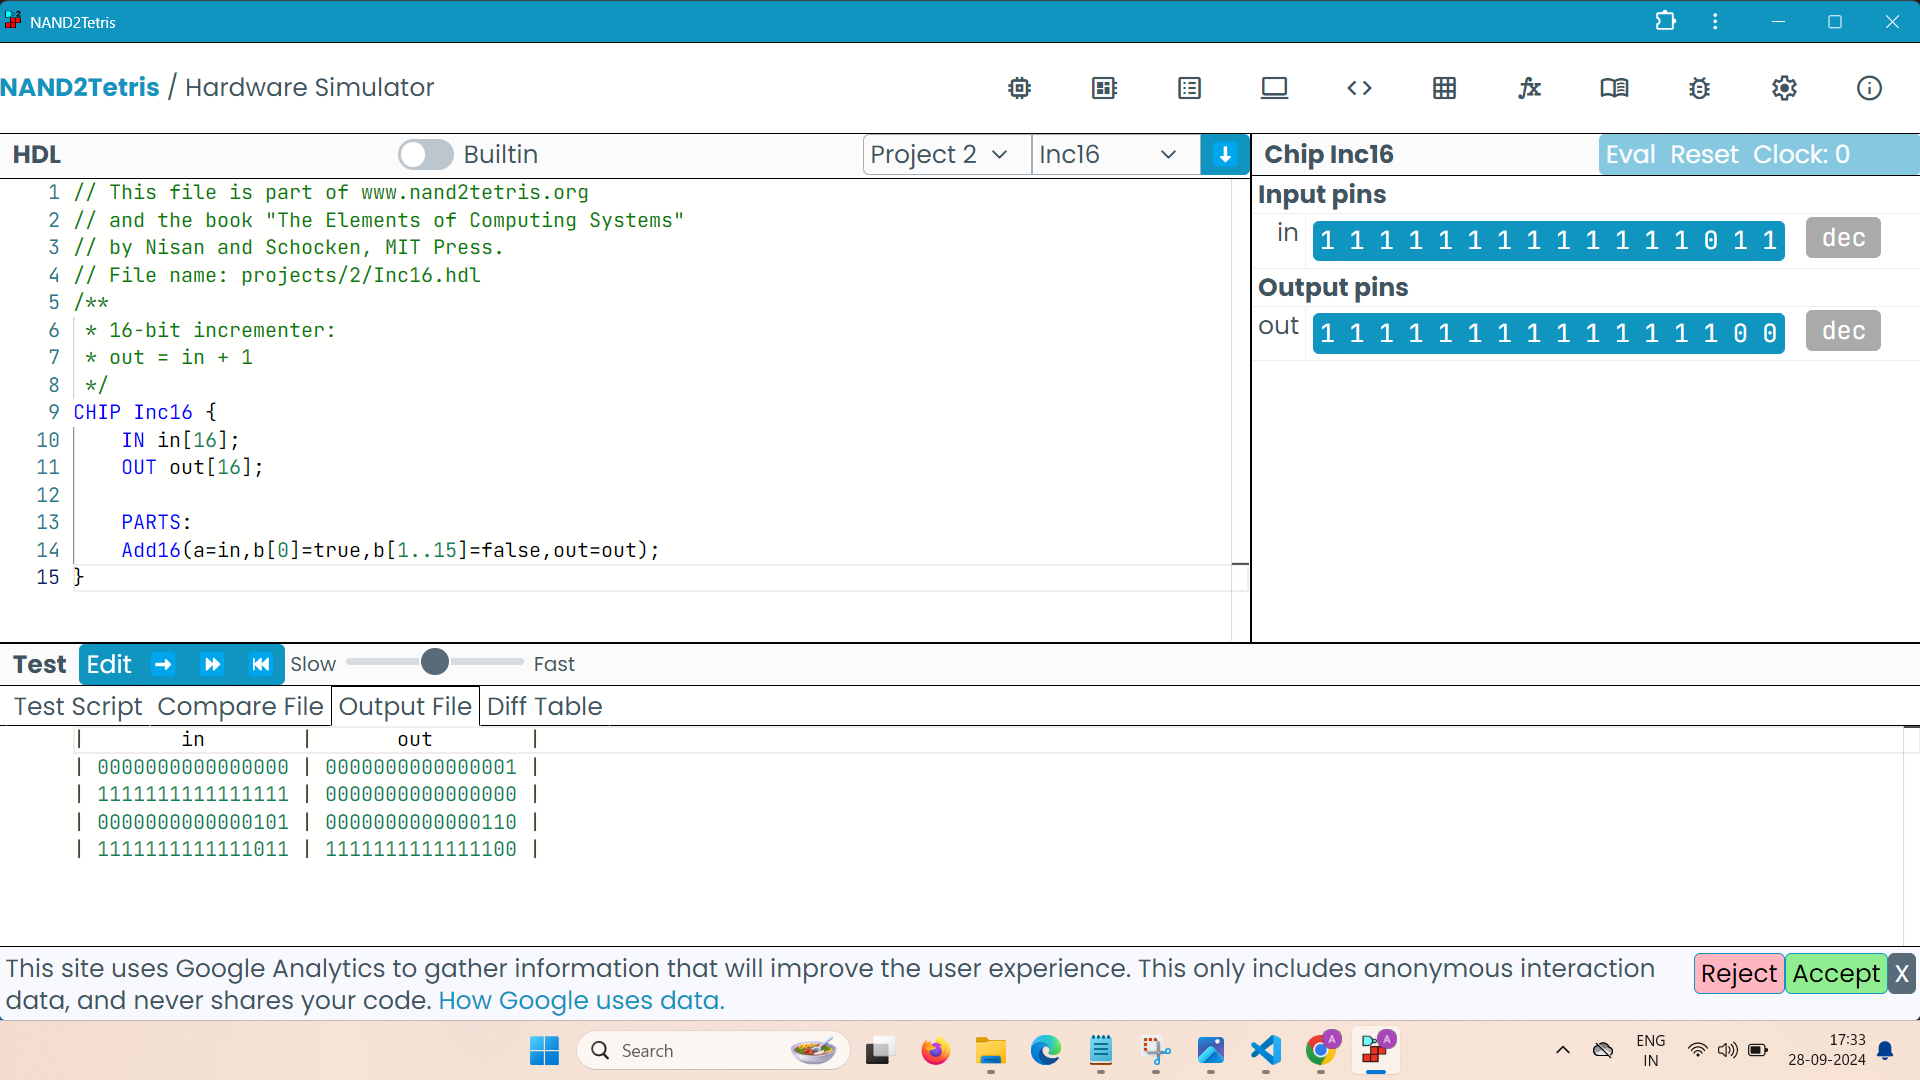 NAND2Tetris
NAND2Tetris / Hardware Simulator
HDL Builtin Project 2 Inc16 Chip Inc16 Eval Reset Clock: 0
1 // This file is part of www.nand2tetris.org
2 // and the book "The Elements of Computing Systems"
3 // by Nisan and Schocken, MIT Press.
4 // File name: projects/2/Inc16.hdl
5 /**
6 * 16-bit incrementer:
7 * out = in + 1
8 */
9 CHIP Inc16 {
10 IN in[16];
11 OUT out[16];
12
13 PARTS:
14 Add16(a=in,b[0]=true,b[1..15]=false,out=out);
15 }
Input pins
in 1 1 1 1 1 1 1 1 1 1 1 1 1 0 1 1 dec
Output pins
out 1 1 1 1 1 1 1 1 1 1 1 1 1 1 0 0 dec
Test Edit Slow Fast
Test Script Compare File Output File Diff Table
| in | out |
| 0000000000000000 | 0000000000000001 |
| 1111111111111111 | 0000000000000000 |
| 0000000000000101 | 0000000000000110 |
| 1111111111111011 | 1111111111111100 |
This site uses Google Analytics to gather information that will improve the user experience. This only includes anonymous interaction
data, and never shares your code. How Google uses data.
Reject Accept X
Search
A
A
ENG
IN
17:33
28-09-2024